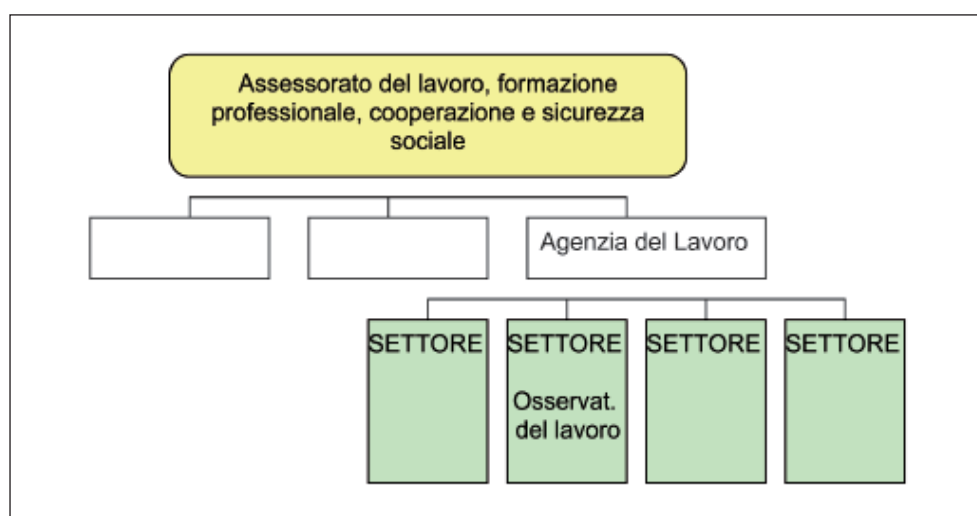 Assessorato del lavoro, formazione
professionale, cooperazione e sicurezza
sociale
Agenzia del Lavoro
SETTORE
SETTORE
Osservat.
del lavoro
SETTORE
SETTORE